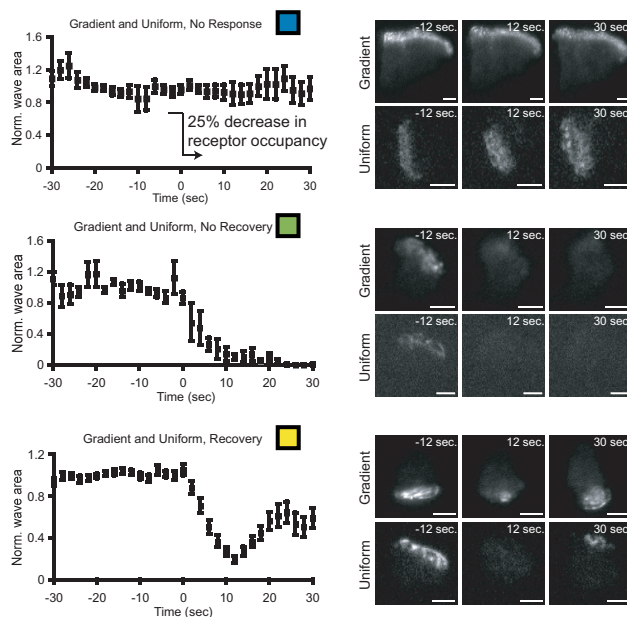 Gradient and Uniform, No Response
Norm. wave area
1.6
1.2
0.8
0.4
0
25% decrease in
receptor occupancy
-30 -20 -10 0 10 20 30
Time (sec)
Gradient
-12 sec. 12 sec. 30 sec.
Uniform
-12 sec. 12 sec. 30 sec.
Gradient and Uniform, No Recovery
Norm. wave area
1.6
1.2
0.8
0.4
0
-30 -20 -10 0 10 20 30
Time (sec)
Gradient
-12 sec. 12 sec. 30 sec.
Uniform
-12 sec. 12 sec. 30 sec.
Gradient and Uniform, Recovery
Norm. wave area
1.2
0.8
0.4
0
-30 -20 -10 0 10 20 30
Time (sec)
Gradient
-12 sec. 12 sec. 30 sec.
Uniform
-12 sec. 12 sec. 30 sec.